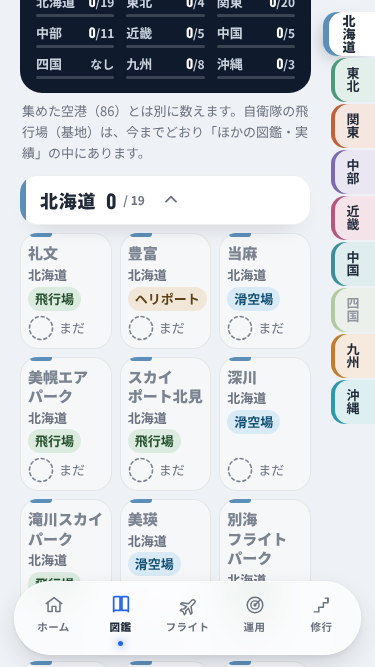 北海道 0/19 東北 0/4 関東 0/20
中部 0/11 近畿 0/5 中国 0/5
四国 なし 九州 0/8 沖縄 0/3
集めた空港（86）とは別に数えます。自衛隊の飛
行場（基地）は、今までどおり「ほかの図鑑・実
績」の中にあります。
北海道 0 / 19
礼文
北海道
飛行場
まだ
豊富
北海道
ヘリポート
まだ
当麻
北海道
滑空場
まだ
美幌エア
パーク
北海道
飛行場
まだ
スカイ
ポート北見
北海道
飛行場
まだ
深川
北海道
滑空場
まだ
滝川スカイ
パーク
北海道
飛行場
美瑛
北海道
滑空場
別海
フライト
パーク
北海道
北海道
東北
関東
中部
近畿
中国
四国
九州
沖縄
ホーム
図鑑
フライト
運用
修行